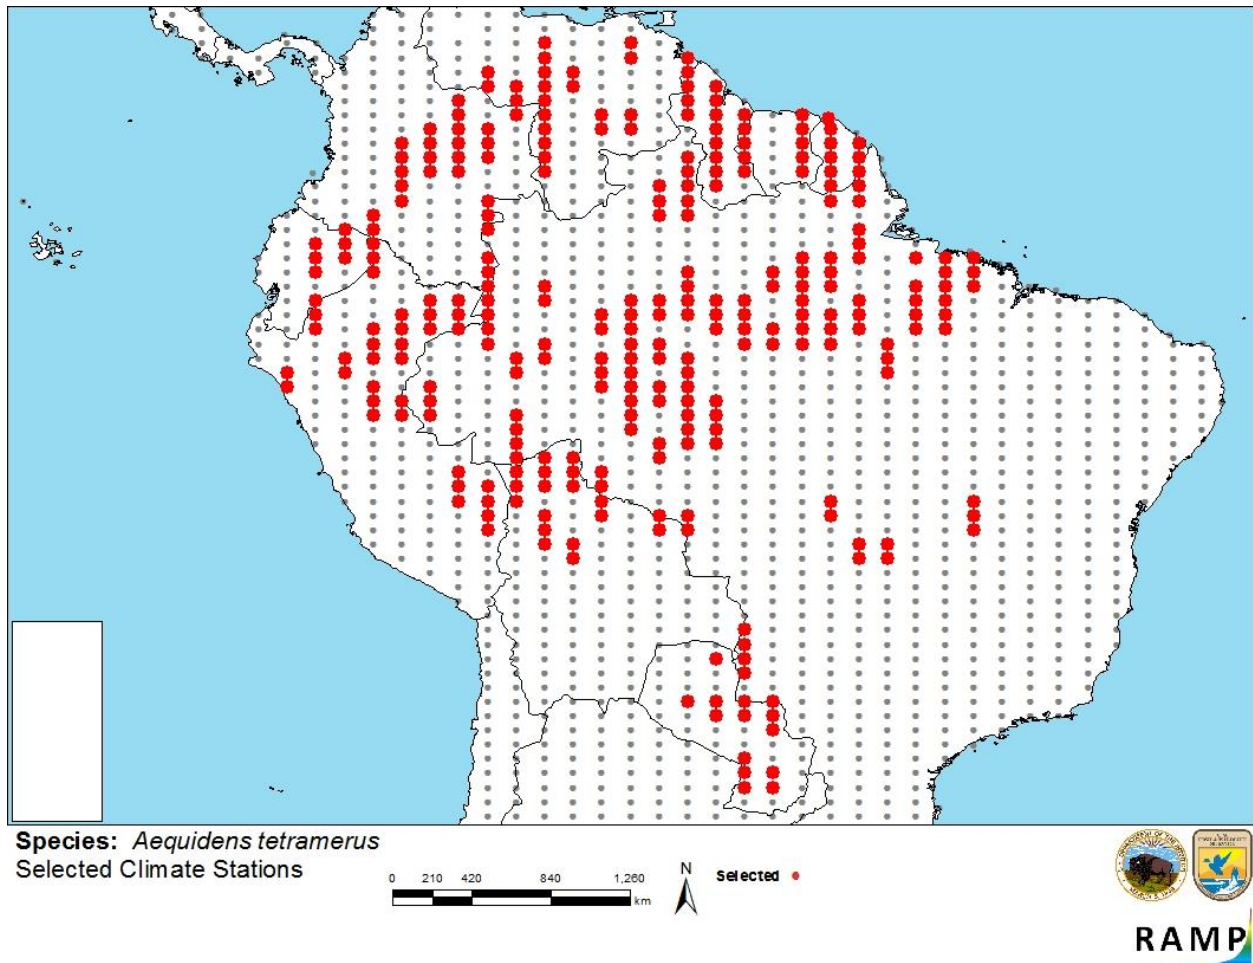 Species: Aequidens tetramerus
Selected Climate Stations
0 210 420 840 1,260
km
N
Selected
RAMP